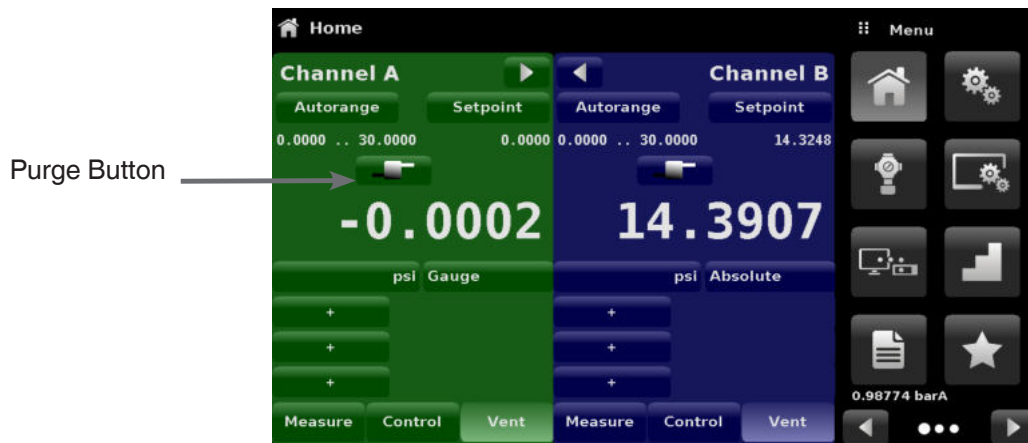 Home
Menu
Channel A
Channel B
Autorange Setpoint
Autorange Setpoint
0.0000 .. 30.0000 0.0000
0.0000 .. 30.0000 14.3248
Purge Button
-0.0002
14.3907
psi Gauge
psi Absolute
+
+
+
+
+
+
0.98774 barA
Measure Control Vent
Measure Control Vent